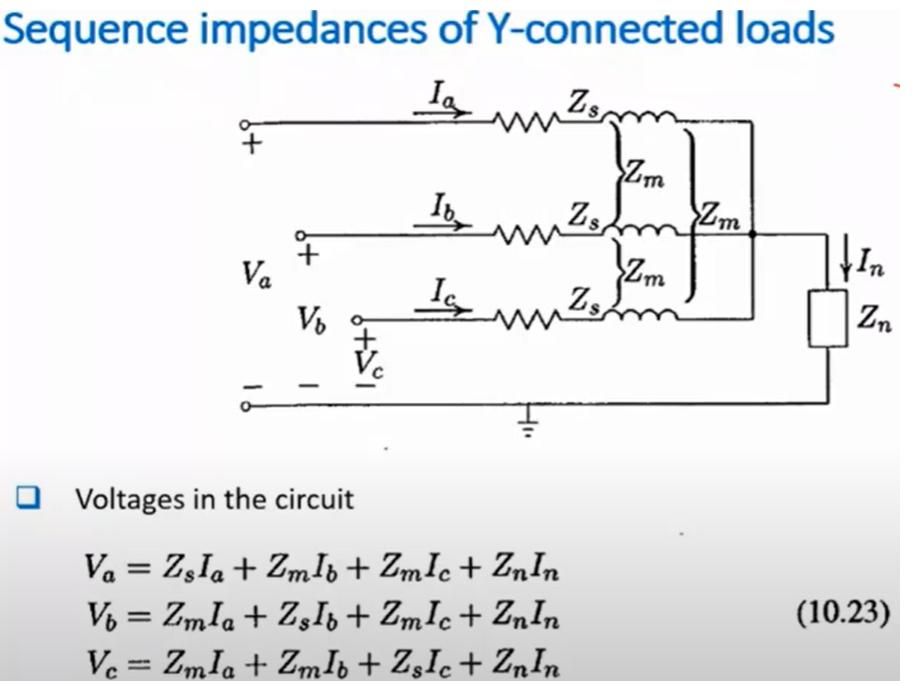 Sequence impedances of Y-connected loads
Ia Zs
+
Zm
Ib Zs Zm
+
Va Zm In
Ic Zs
Vb Zn
+
Vc
− − −
❑ Voltages in the circuit
Va = ZsIa + ZmIb + ZmIc + ZnIn
Vb = ZmIa + ZsIb + ZmIc + ZnIn (10.23)
Vc = ZmIa + ZmIb + ZsIc + ZnIn